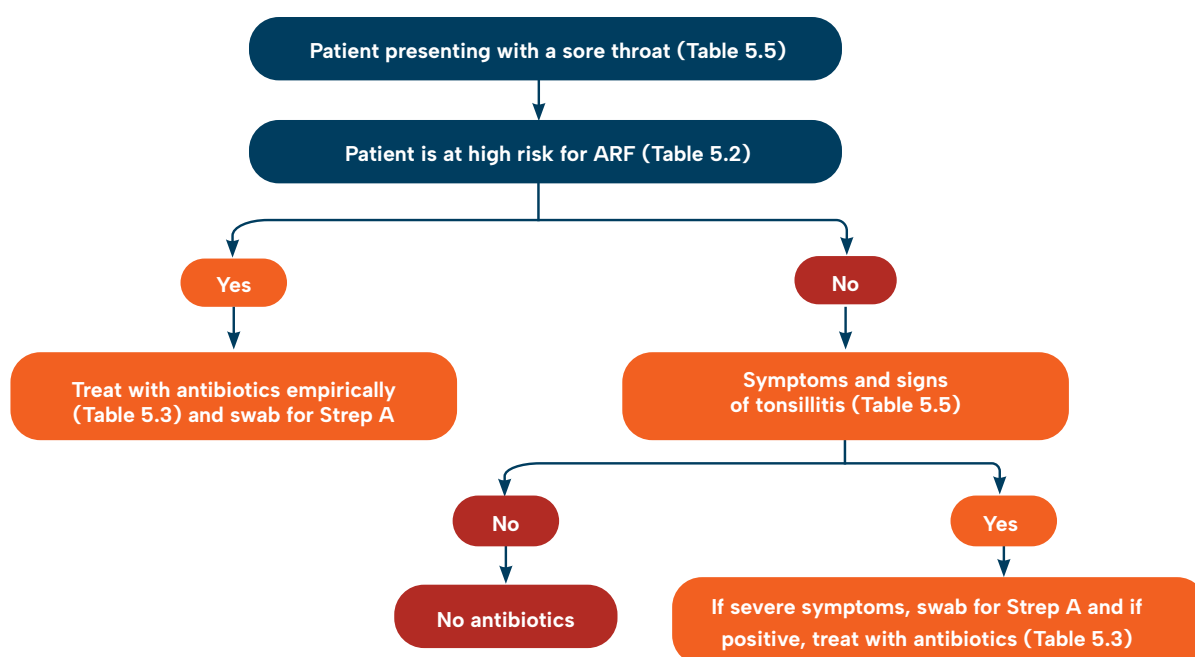 Patient presenting with a sore throat (Table 5.5)
Patient is at high risk for ARF (Table 5.2)
Yes
No
Treat with antibiotics empirically
(Table 5.3) and swab for Strep A
Symptoms and signs
of tonsillitis (Table 5.5)
No
Yes
No antibiotics
If severe symptoms, swab for Strep A and if
positive, treat with antibiotics (Table 5.3)